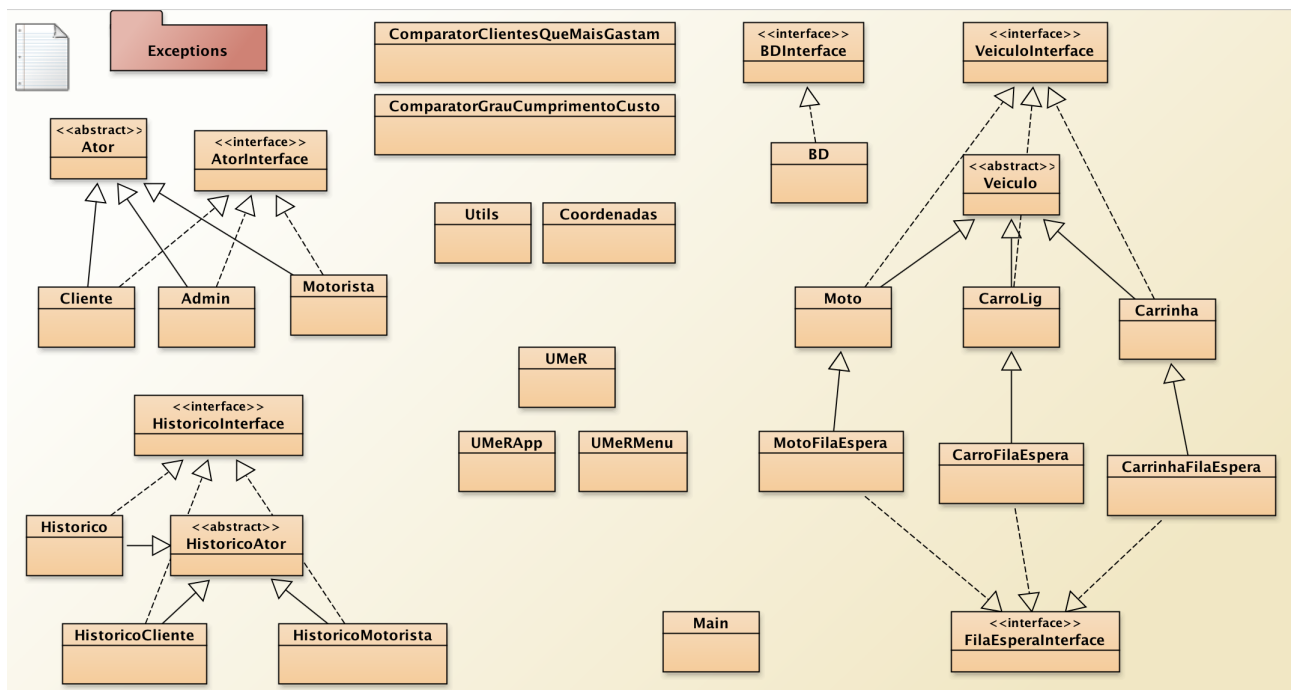 Exceptions
ComparatorClientesQueMaisGastam
ComparatorGrauCumprimentoCusto
<<interface>>
BDInterface
<<interface>>
VeiculoInterface
<<abstract>>
Ator
<<interface>>
AtorInterface
BD
<<abstract>>
Veiculo
Utils
Coordenadas
Cliente
Admin
Motorista
Moto
CarroLig
Carrinha
UMeR
<<interface>>
HistoricoInterface
UMeRApp
UMeRMenu
MotoFilaEspera
CarroFilaEspera
CarrinhaFilaEspera
Historico
<<abstract>>
HistoricoAtor
HistoricoCliente
HistoricoMotorista
Main
<<interface>>
FilaEsperaInterface